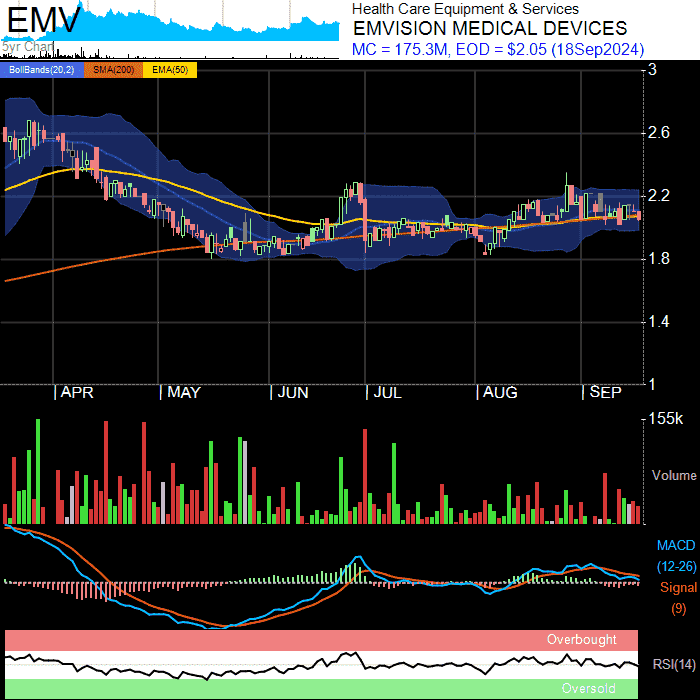 EMV
5yr Chart
Health Care Equipment & Services
EMVISION MEDICAL DEVICES
MC = 175.3M, EOD = $2.05 (18Sep2024)
BollBands(20,2) SMA(200) EMA(50)
3
2.6
2.2
1.8
1.4
1
APR MAY JUN JUL AUG SEP
155k
Volume
MACD
(12-26)
Signal
(9)
Overbought
RSI(14)
Oversold